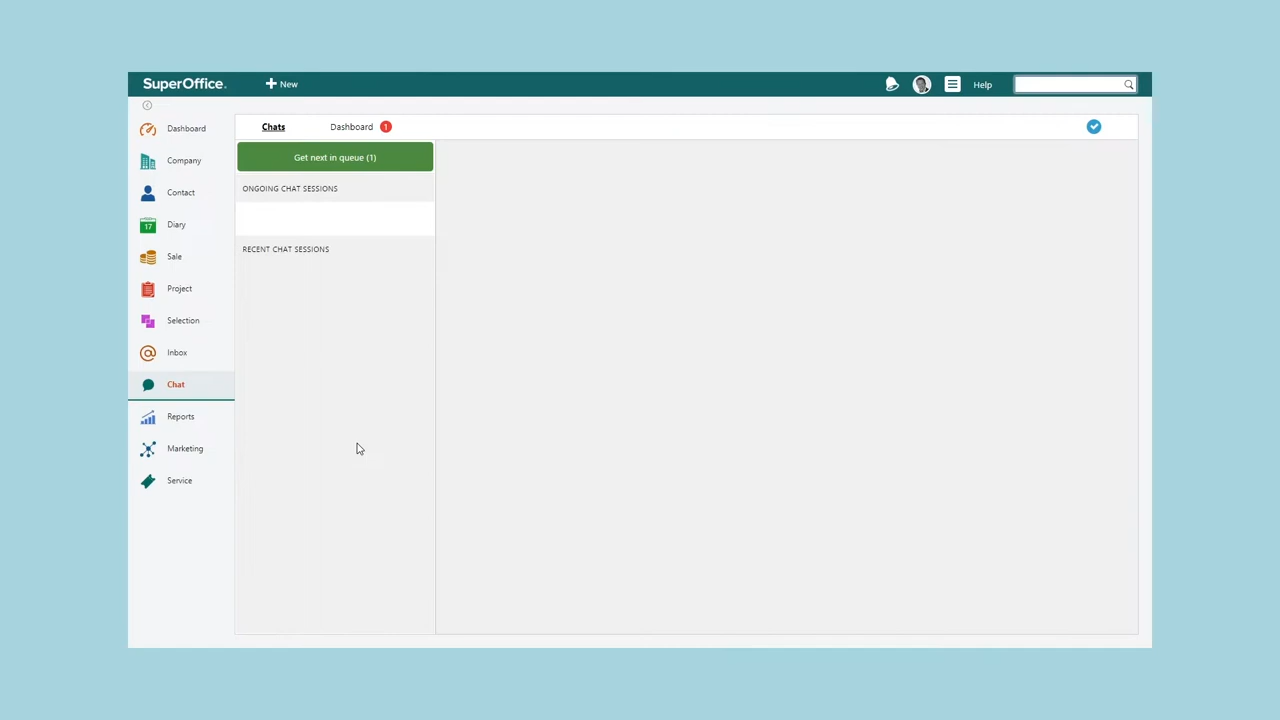 SuperOffice.
New
Help
Dashboard
Company
Contact
Diary
17
Sale
Project
Selection
Inbox
Chat
Reports
Marketing
Service
Chats
Dashboard 1
Get next in queue (1)
ONGOING CHAT SESSIONS
RECENT CHAT SESSIONS